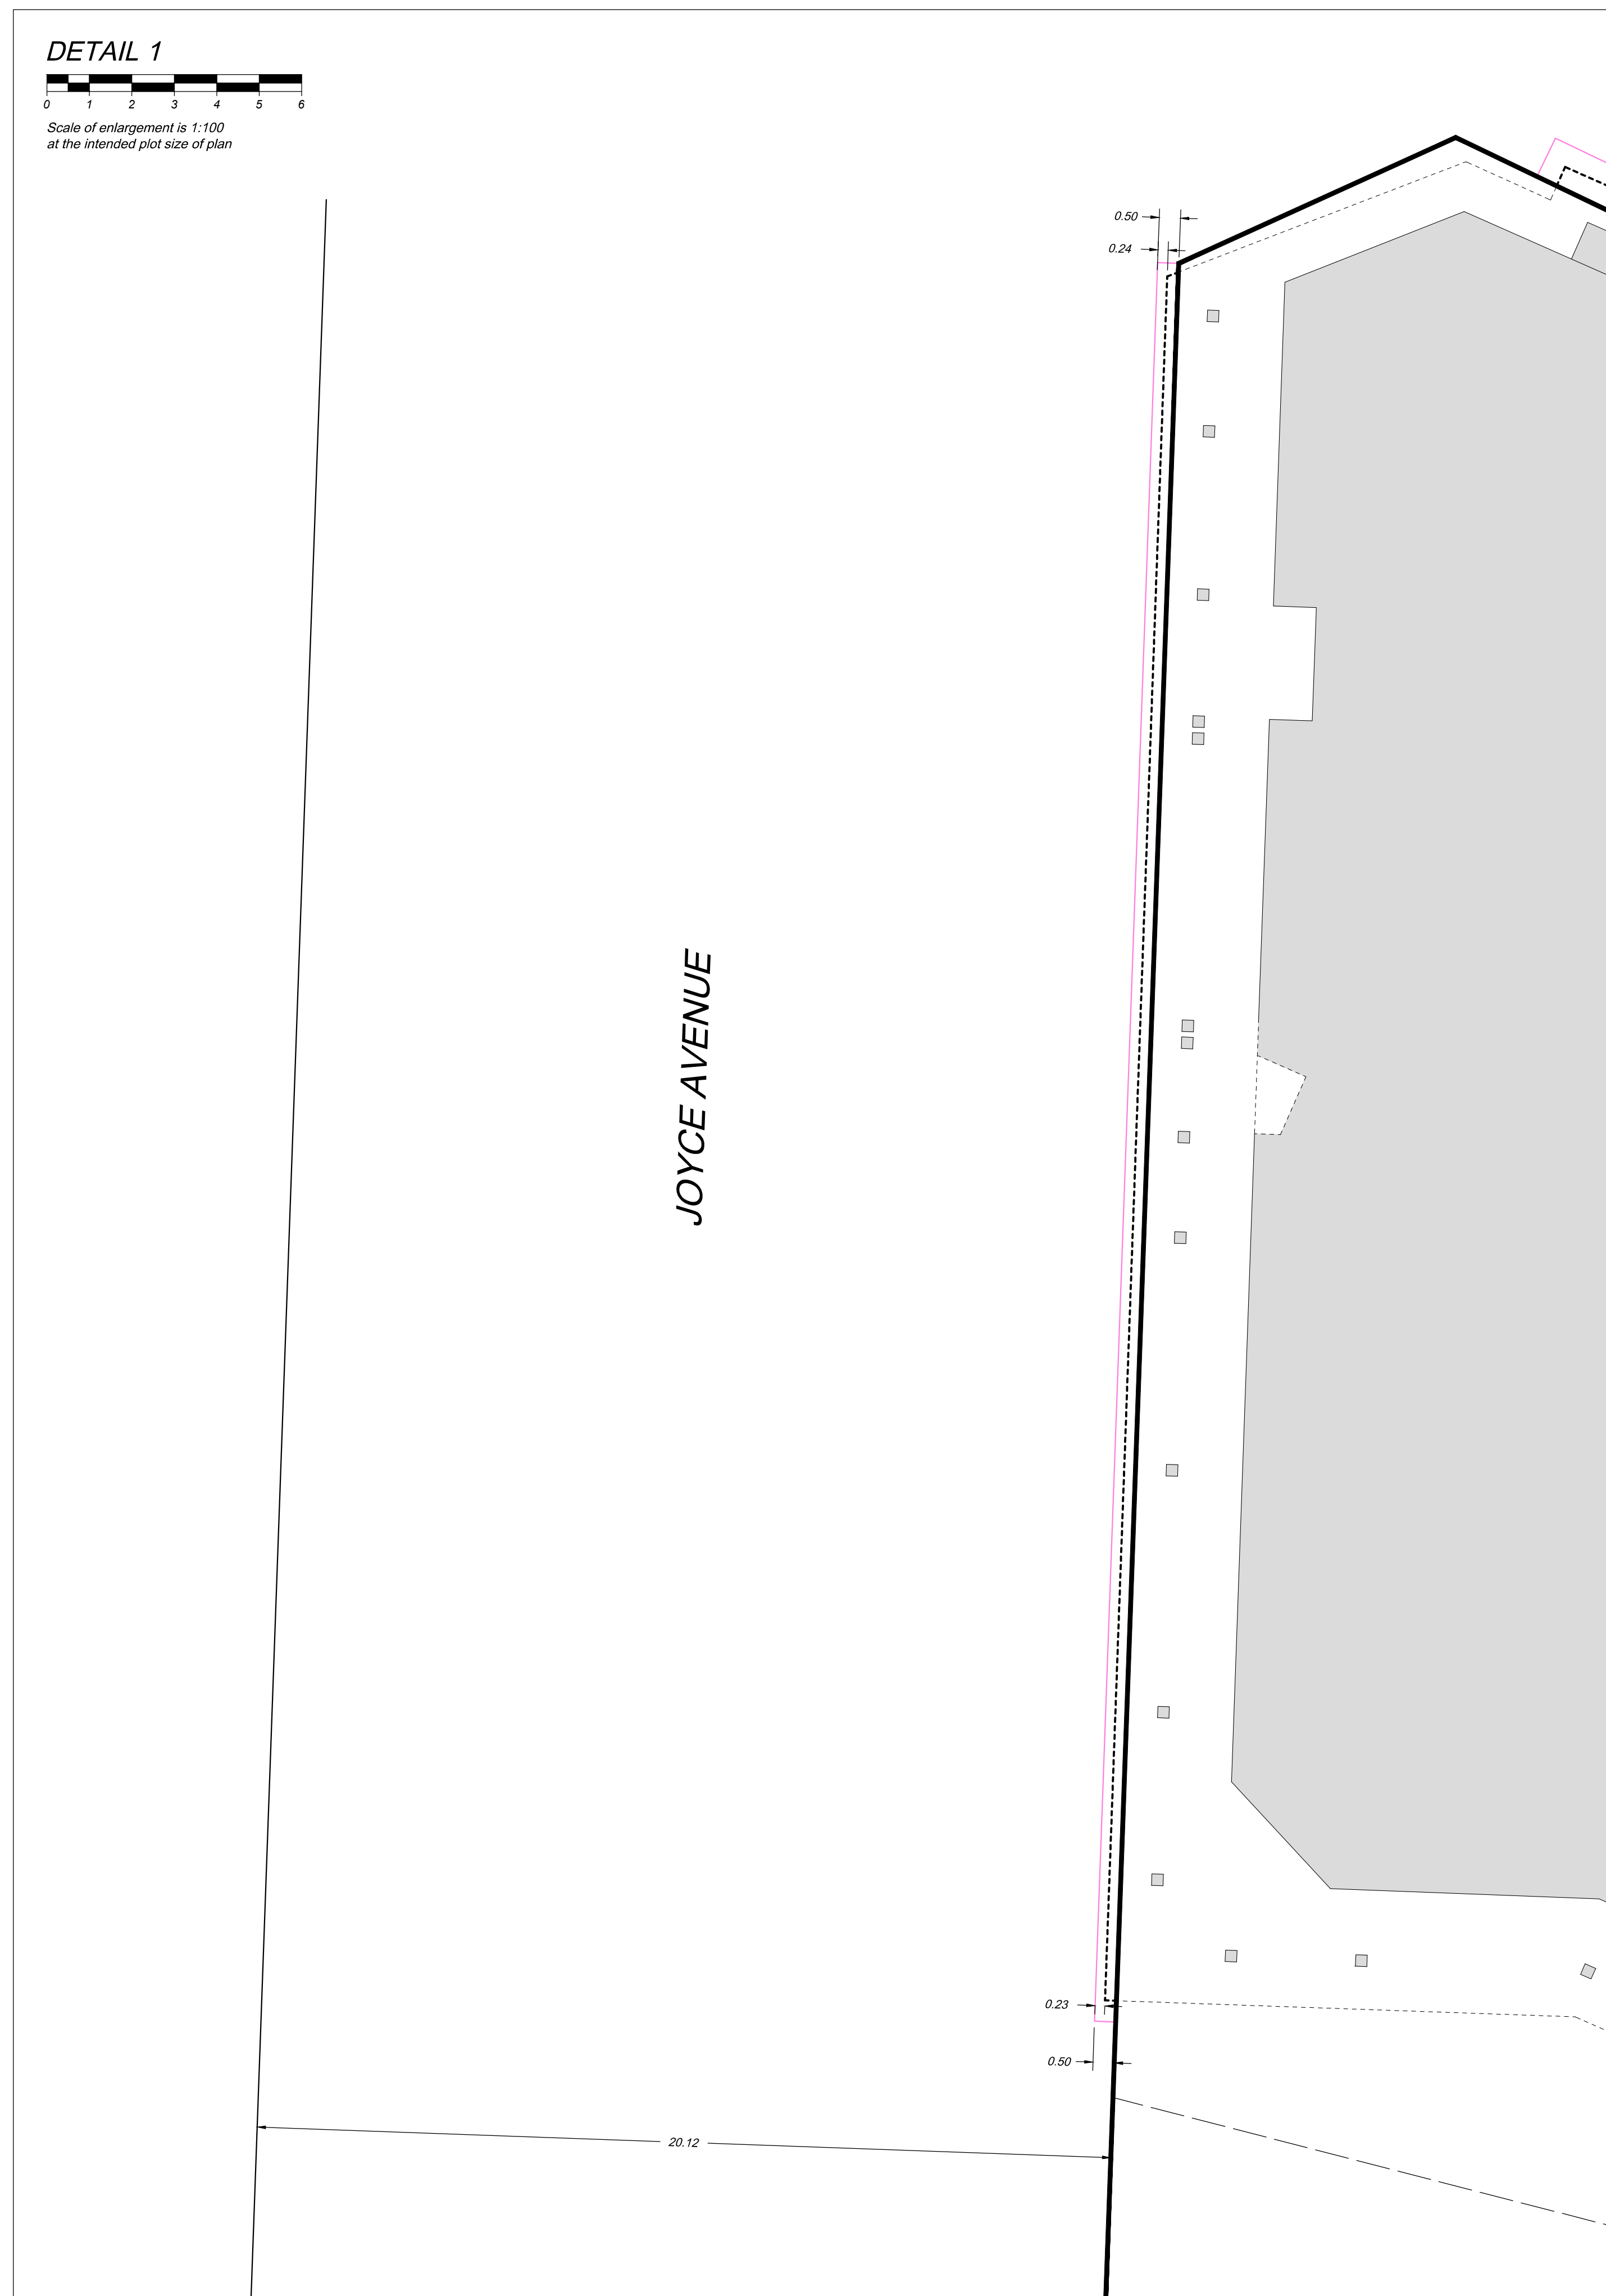 DETAIL 1
0 1 2 3 4 5 6
Scale of enlargement is 1:100
at the intended plot size of plan
0.50
0.24
JOYCE AVENUE
0.23
0.50
20.12